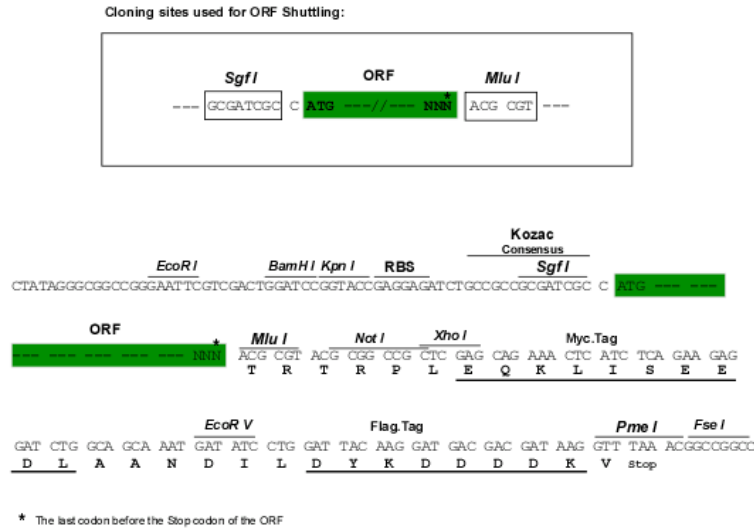 Cloning sites used for ORF Shuttling:
Sgf I ORF Mlu I
--- GCGATCGC C ATG ---//--- NNN* ACG CGT ---
Kozac
Consensus
EcoR I BamH I Kpn I RBS Sgf I
CTATAGGGCGGCCGGGAATTCGTCGACTGGATCCGGTACCGAGGAGATCTGCCGCCGCGATCGC C ATG --- ---
ORF Mlu I Not I Xho I Myc.Tag
--- --- --- --- --- NNN* ACG CGT ACG CGG CCG CTC GAG CAG AAA CTC ATC TCA GAA GAG
T R T R P L E Q K L I S E E
EcoR V Flag.Tag Pme I Fse I
GAT CTG GCA GCA AAT GAT ATC CTG GAT TAC AAG GAT GAC GAC GAT AAG GTT TAA ACGGCCGGCC
D L A A N D I L D Y K D D D D K V Stop
* The last codon before the Stop codon of the ORF